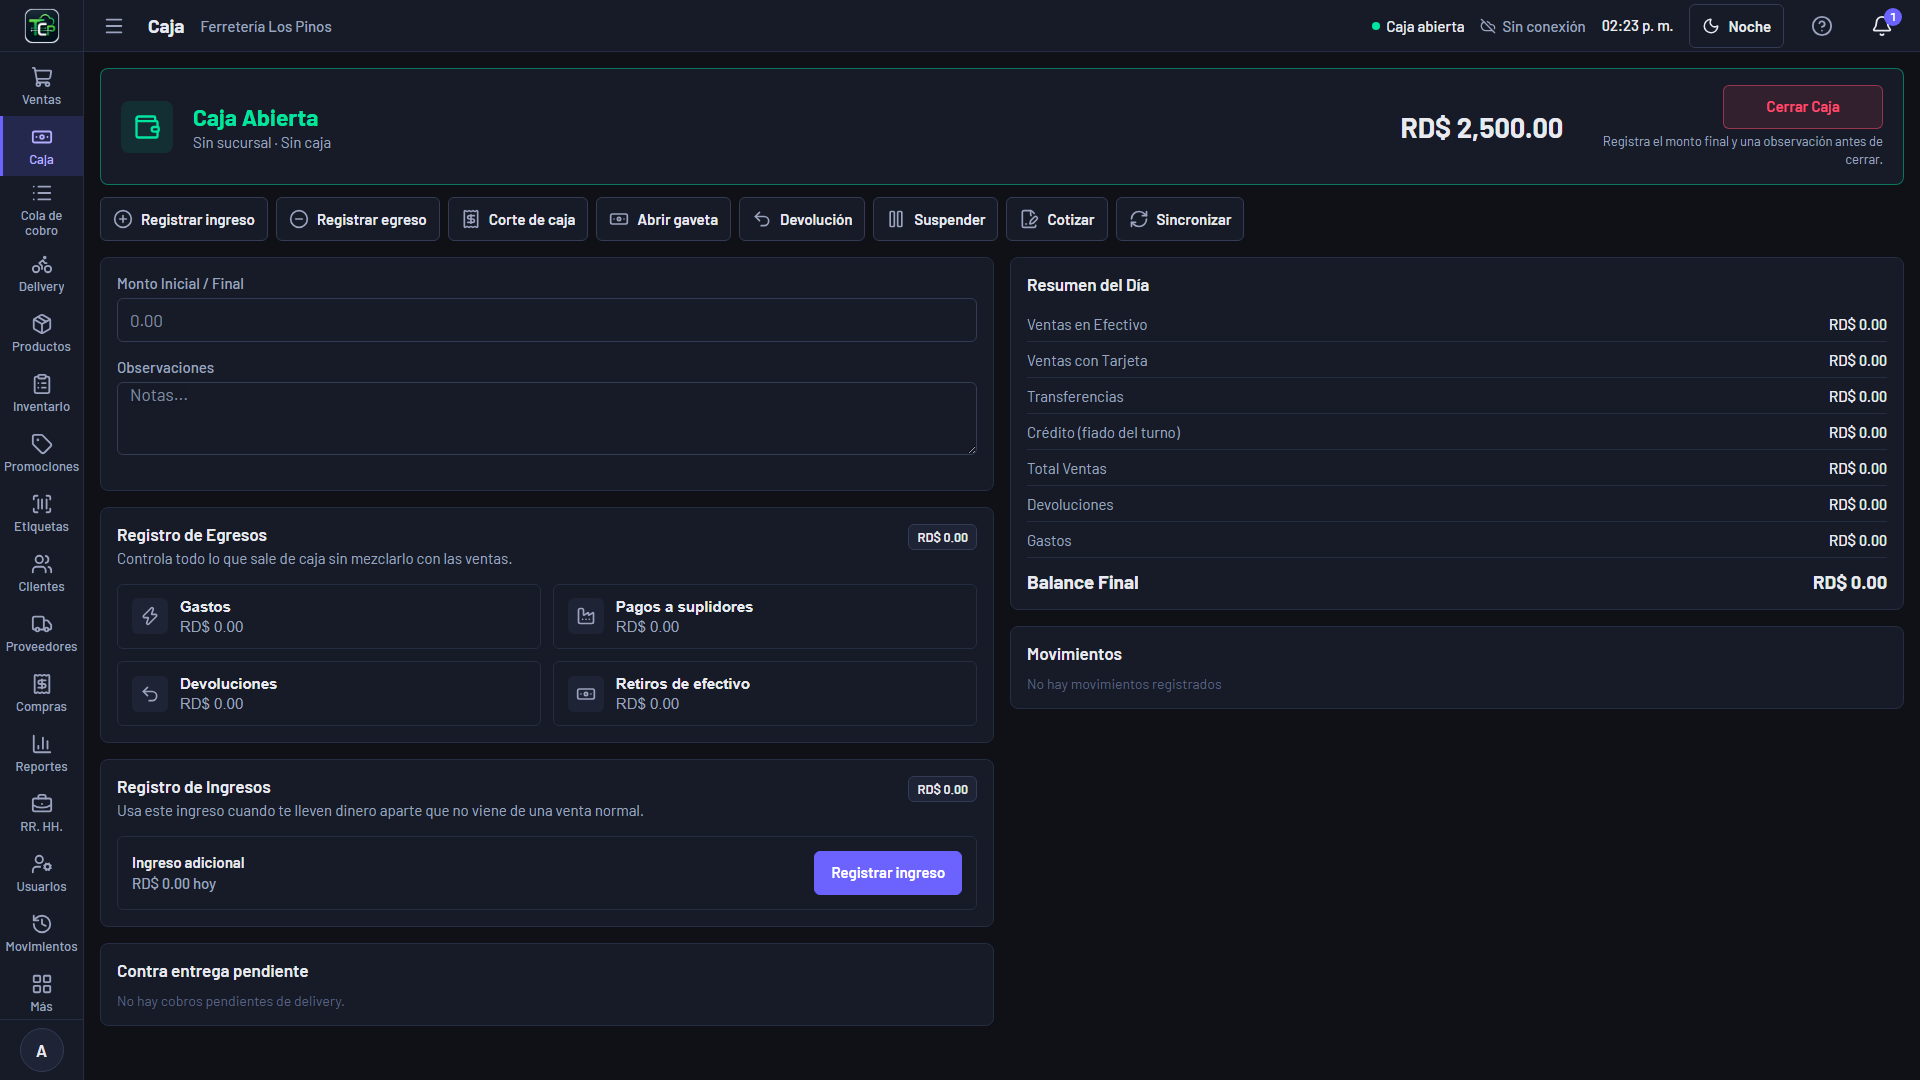 TCP
Caja
Ferretería Los Pinos
Caja abierta
Sin conexión
02:23 p. m.
Noche
1
Ventas
Caja
Cola de
cobro
Delivery
Productos
Inventario
Promociones
Etiquetas
Clientes
Proveedores
Compras
Reportes
RR. HH.
Usuarios
Movimientos
Más
A
Caja Abierta
Sin sucursal · Sin caja
RD$ 2,500.00
Cerrar Caja
Registra el monto final y una observación antes de
cerrar.
Registrar ingreso
Registrar egreso
Corte de caja
Abrir gaveta
Devolución
Suspender
Cotizar
Sincronizar
Monto Inicial / Final
0.00
Observaciones
Notas...
Registro de Egresos
RD$ 0.00
Controla todo lo que sale de caja sin mezclarlo con las ventas.
Gastos
RD$ 0.00
Pagos a suplidores
RD$ 0.00
Devoluciones
RD$ 0.00
Retiros de efectivo
RD$ 0.00
Registro de Ingresos
RD$ 0.00
Usa este ingreso cuando te lleven dinero aparte que no viene de una venta normal.
Ingreso adicional
RD$ 0.00 hoy
Registrar ingreso
Contra entrega pendiente
No hay cobros pendientes de delivery.
Resumen del Día
Ventas en Efectivo RD$ 0.00
Ventas con Tarjeta RD$ 0.00
Transferencias RD$ 0.00
Crédito (fiado del turno) RD$ 0.00
Total Ventas RD$ 0.00
Devoluciones RD$ 0.00
Gastos RD$ 0.00
Balance Final RD$ 0.00
Movimientos
No hay movimientos registrados